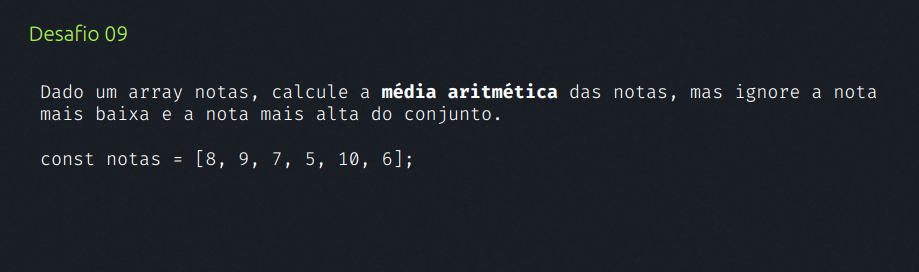 Desafio 09
Dado um array notas, calcule a média aritmética das notas, mas ignore a nota
mais baixa e a nota mais alta do conjunto.
const notas = [8, 9, 7, 5, 10, 6];